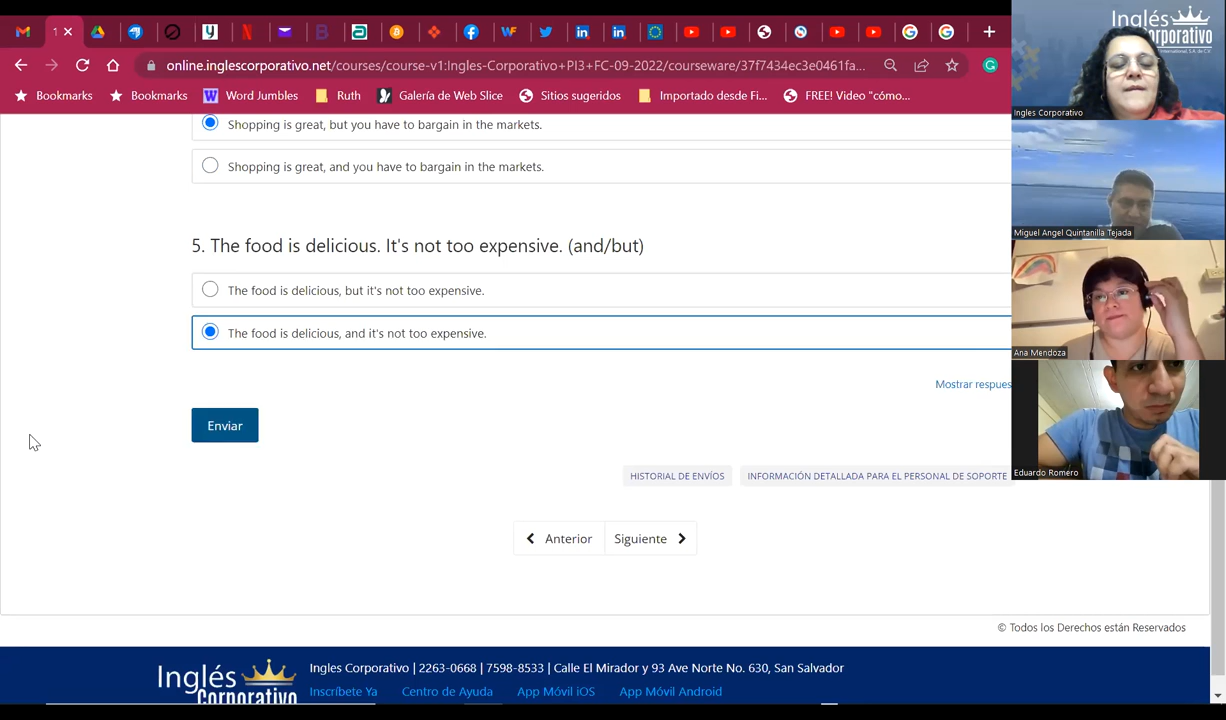 1
online.inglescorporativo.net/courses/course-v1:Ingles-Corporativo+PI3+FC-09-2022/courseware/37f7434ec3e0461fa...
Bookmarks
Bookmarks
Word Jumbles
Ruth
Galería de Web Slice
Sitios sugeridos
Importado desde Fi...
FREE! Video "cómo...
Shopping is great, but you have to bargain in the markets.
Shopping is great, and you have to bargain in the markets.
5. The food is delicious. It's not too expensive. (and/but)
The food is delicious, but it's not too expensive.
The food is delicious, and it's not too expensive.
Mostrar respues
Enviar
HISTORIAL DE ENVÍOS
INFORMACIÓN DETALLADA PARA EL PERSONAL DE SOPORTE
Anterior
Siguiente
© Todos los Derechos están Reservados
Inglés
Corporativo
Ingles Corporativo | 2263-0668 | 7598-8533 | Calle El Mirador y 93 Ave Norte No. 630, San Salvador
Inscríbete Ya
Centro de Ayuda
App Móvil iOS
App Móvil Android
Inglés
orporativo
International, S.A. de C.V.
Ingles Corporativo
Miguel Angel Quintanilla Tejada
Ana Mendoza
Eduardo Romero